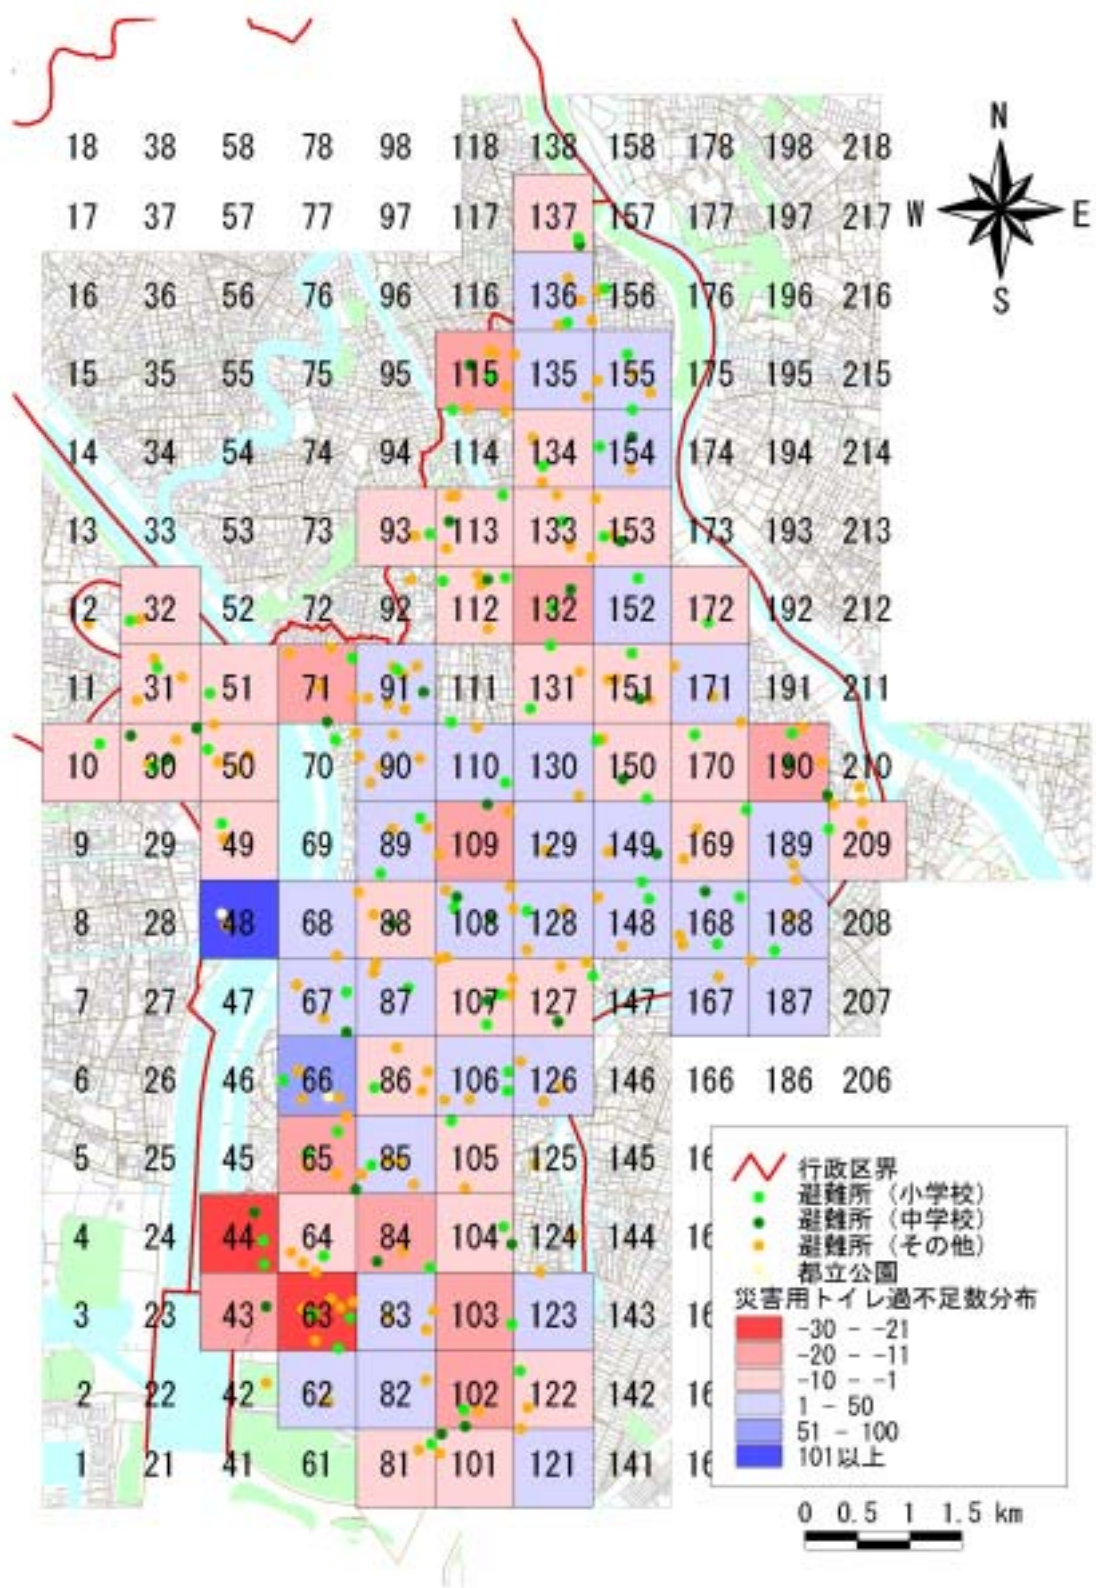 N
18 38 58 78 98 118 138 158 178 198 218
17 37 57 77 97 117 137 157 177 197 217 W E
16 36 56 76 96 116 136 156 176 196 216 S
15 35 55 75 95 115 135 155 175 195 215
14 34 54 74 94 114 134 154 174 194 214
13 33 53 73 93 113 133 153 173 193 213
12 32 52 72 92 112 132 152 172 192 212
11 31 51 71 91 111 131 151 171 191 211
10 30 50 70 90 110 130 150 170 190 210
9 29 49 69 89 109 129 149 169 189 209
8 28 48 68 88 108 128 148 168 188 208
7 27 47 67 87 107 127 147 167 187 207
6 26 46 66 86 106 126 146 166 186 206
5 25 45 65 85 105 125 145 16
4 24 44 64 84 104 124 144 16
3 23 43 63 83 103 123 143 16
2 22 42 62 82 102 122 142 16
1 21 41 61 81 101 121 141 16
行政区界
避難所（小学校）
避難所（中学校）
避難所（その他）
都立公園
災害用トイレ過不足数分布
-30 - -21
-20 - -11
-10 - -1
1 - 50
51 - 100
101以上
0 0.5 1 1.5 km